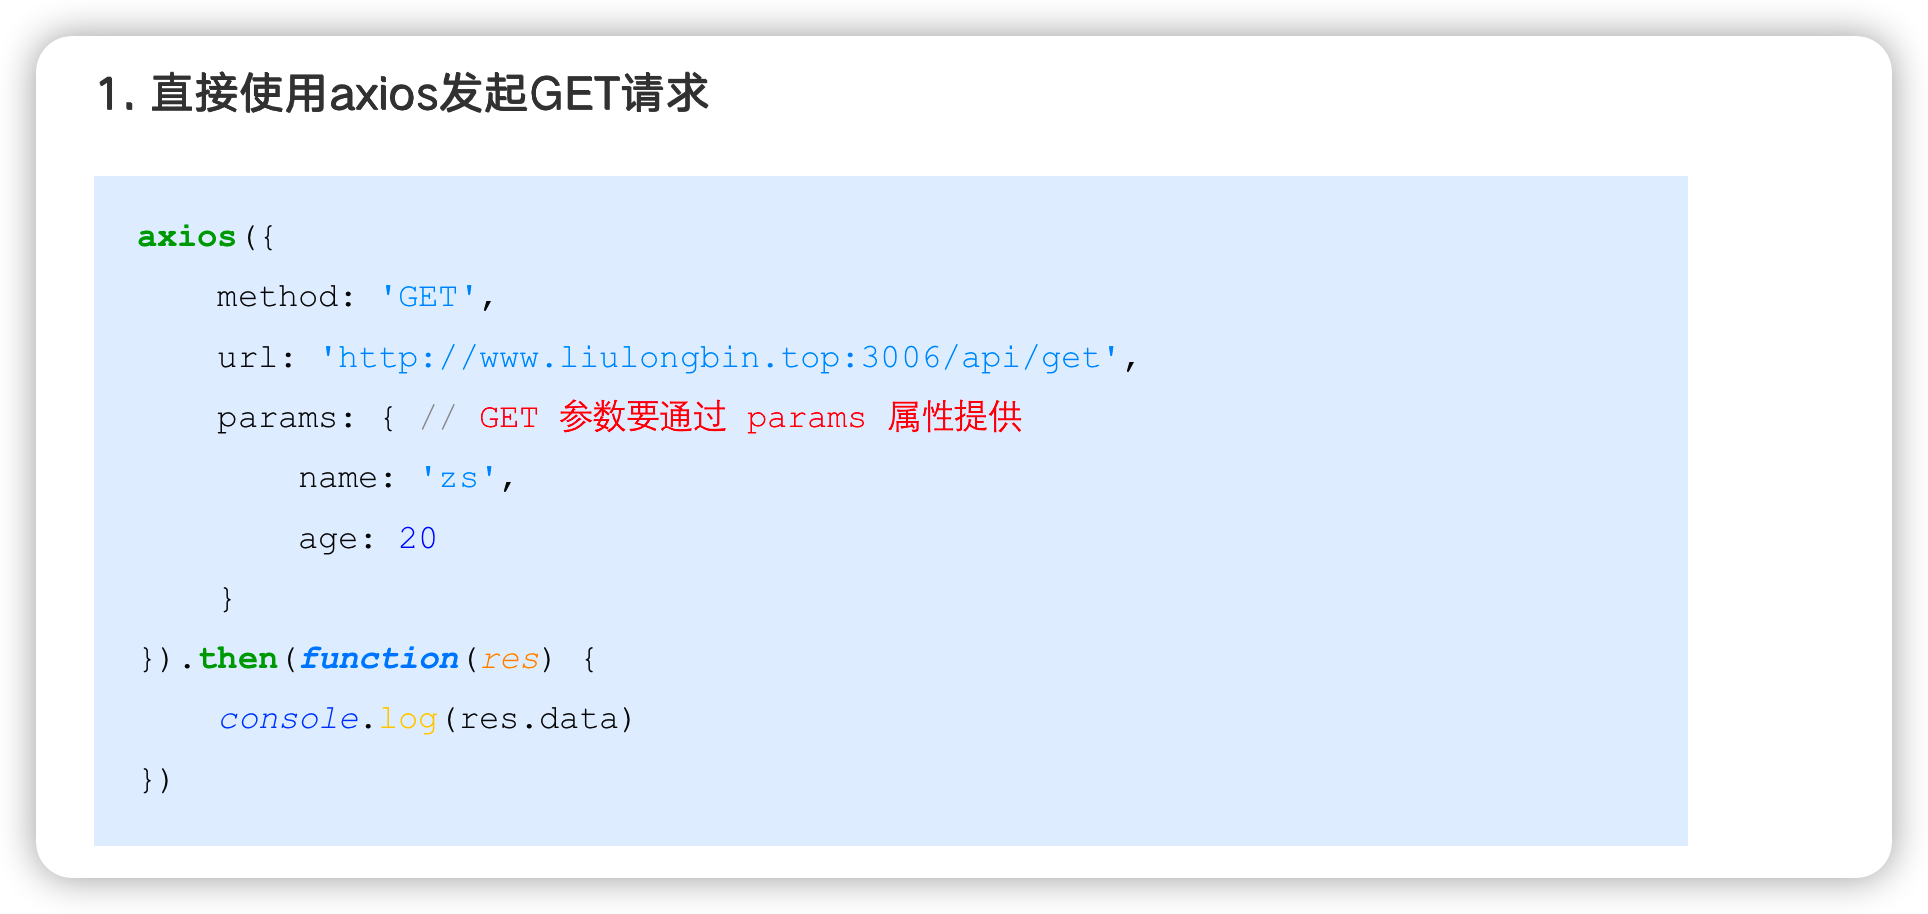 1. 直接使用axios发起GET请求
axios({
    method: 'GET',
    url: 'http://www.liulongbin.top:3006/api/get',
    params: { // GET 参数要通过 params 属性提供
        name: 'zs',
        age: 20
    }
}).then(function(res) {
    console.log(res.data)
})